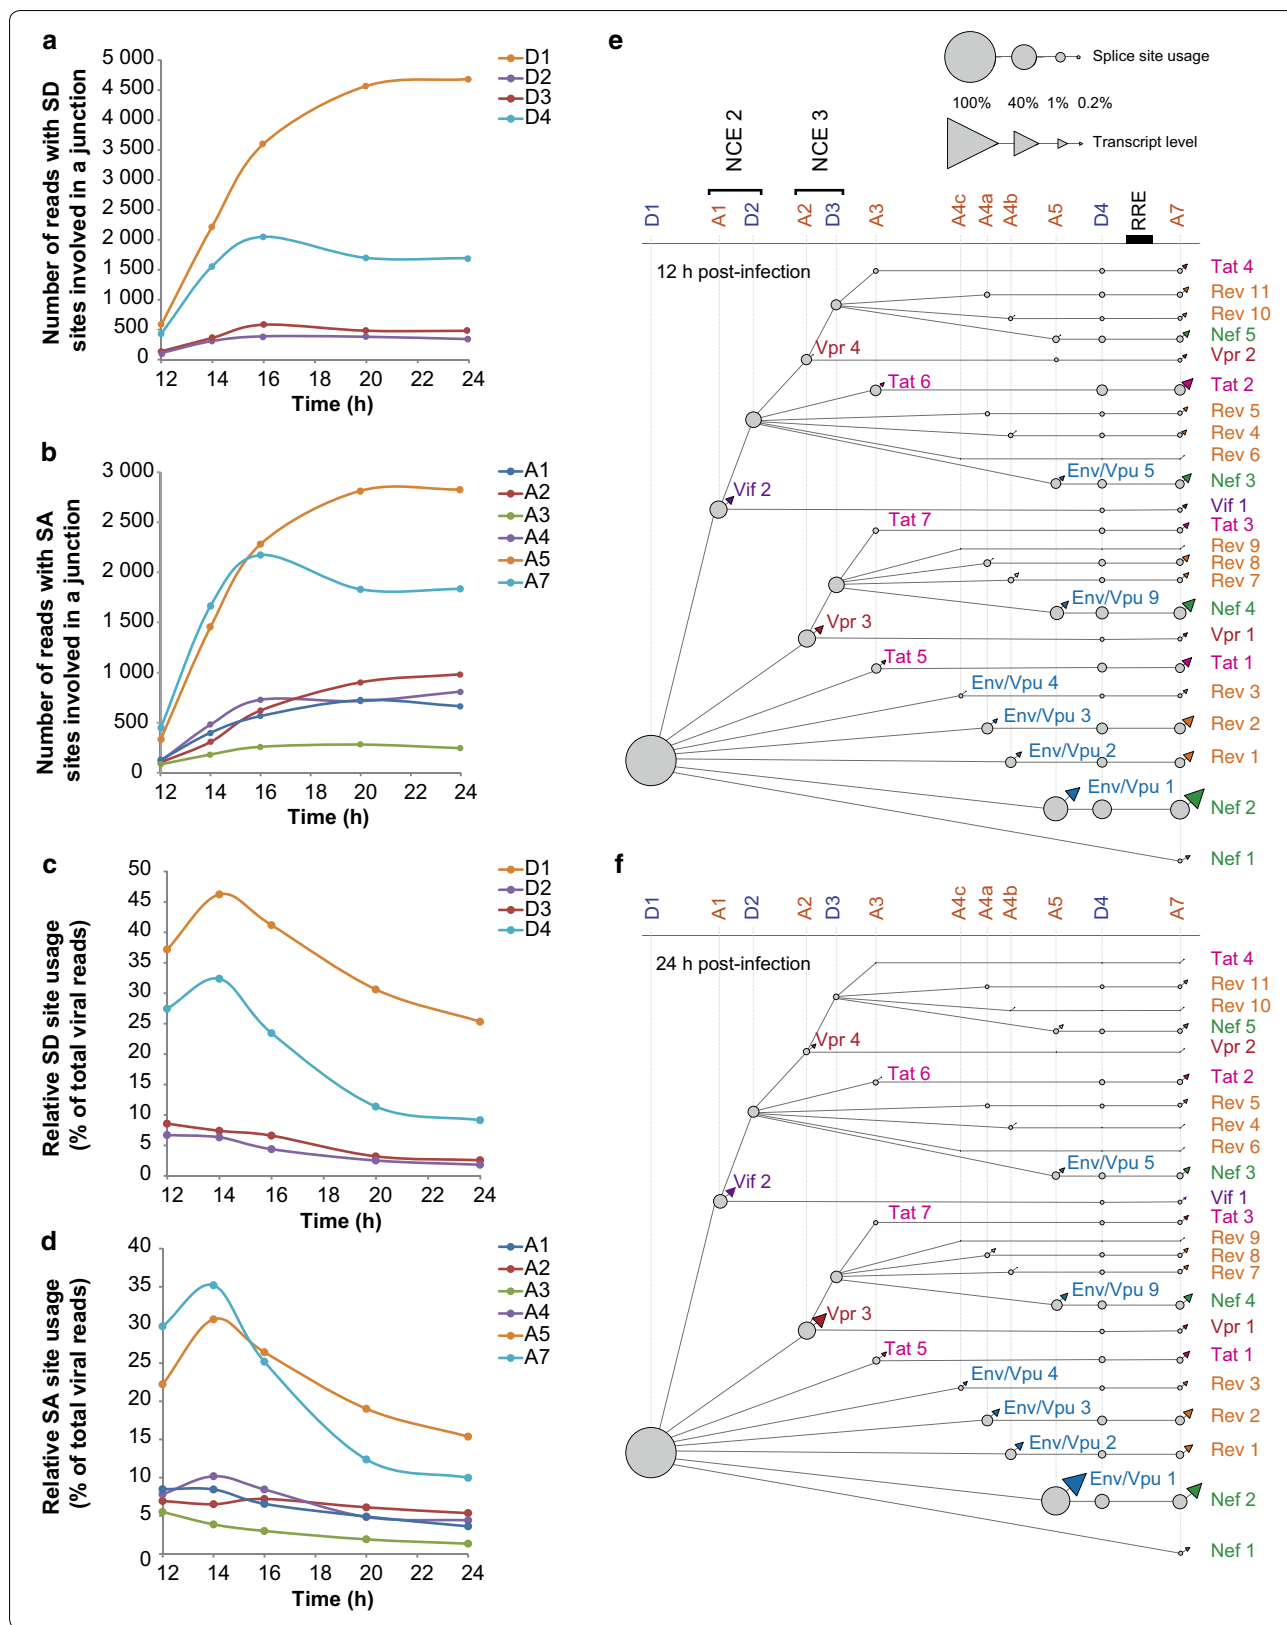 a
5 000
4 500
4 000
3 500
3 000
2 500
2 000
1 500
1 000
500
0
12 14 16 18 20 22 24
Time (h)
Number of reads with SD
sites involved in a junction
D1
D2
D3
D4
b
3 000
2 500
2 000
1 500
1 000
500
0
12 14 16 18 20 22 24
Time (h)
Number of reads with SA
sites involved in a junction
A1
A2
A3
A4
A5
A7
c
50
45
40
35
30
25
20
15
10
5
0
12 14 16 18 20 22 24
Time (h)
Relative SD site usage
(% of total viral reads)
D1
D2
D3
D4
d
40
35
30
25
20
15
10
5
0
12 14 16 18 20 22 24
Time (h)
Relative SA site usage
(% of total viral reads)
A1
A2
A3
A4
A5
A7
e
Splice site usage
100% 40% 1% 0.2%
Transcript level
NCE 2
NCE 3
D1 A1 D2 A2 D3 A3 A4c A4a A4b A5 D4 RRE A7
12 h post-infection
Tat 4
Rev 11
Rev 10
Nef 5
Vpr 4
Vpr 2
Tat 6
Tat 2
Rev 5
Rev 4
Rev 6
Env/Vpu 5
Nef 3
Vif 2
Vif 1
Tat 7
Tat 3
Rev 9
Rev 8
Rev 7
Env/Vpu 9
Nef 4
Vpr 3
Vpr 1
Tat 5
Tat 1
Env/Vpu 4
Rev 3
Env/Vpu 3
Rev 2
Env/Vpu 2
Rev 1
Env/Vpu 1
Nef 2
Nef 1
f
D1 A1 D2 A2 D3 A3 A4c A4a A4b A5 D4 A7
24 h post-infection
Tat 4
Rev 11
Rev 10
Nef 5
Vpr 4
Vpr 2
Tat 6
Tat 2
Rev 5
Rev 4
Rev 6
Env/Vpu 5
Nef 3
Vif 2
Vif 1
Tat 7
Tat 3
Rev 9
Rev 8
Rev 7
Env/Vpu 9
Nef 4
Vpr 3
Vpr 1
Tat 5
Tat 1
Env/Vpu 4
Rev 3
Env/Vpu 3
Rev 2
Env/Vpu 2
Rev 1
Env/Vpu 1
Nef 2
Nef 1